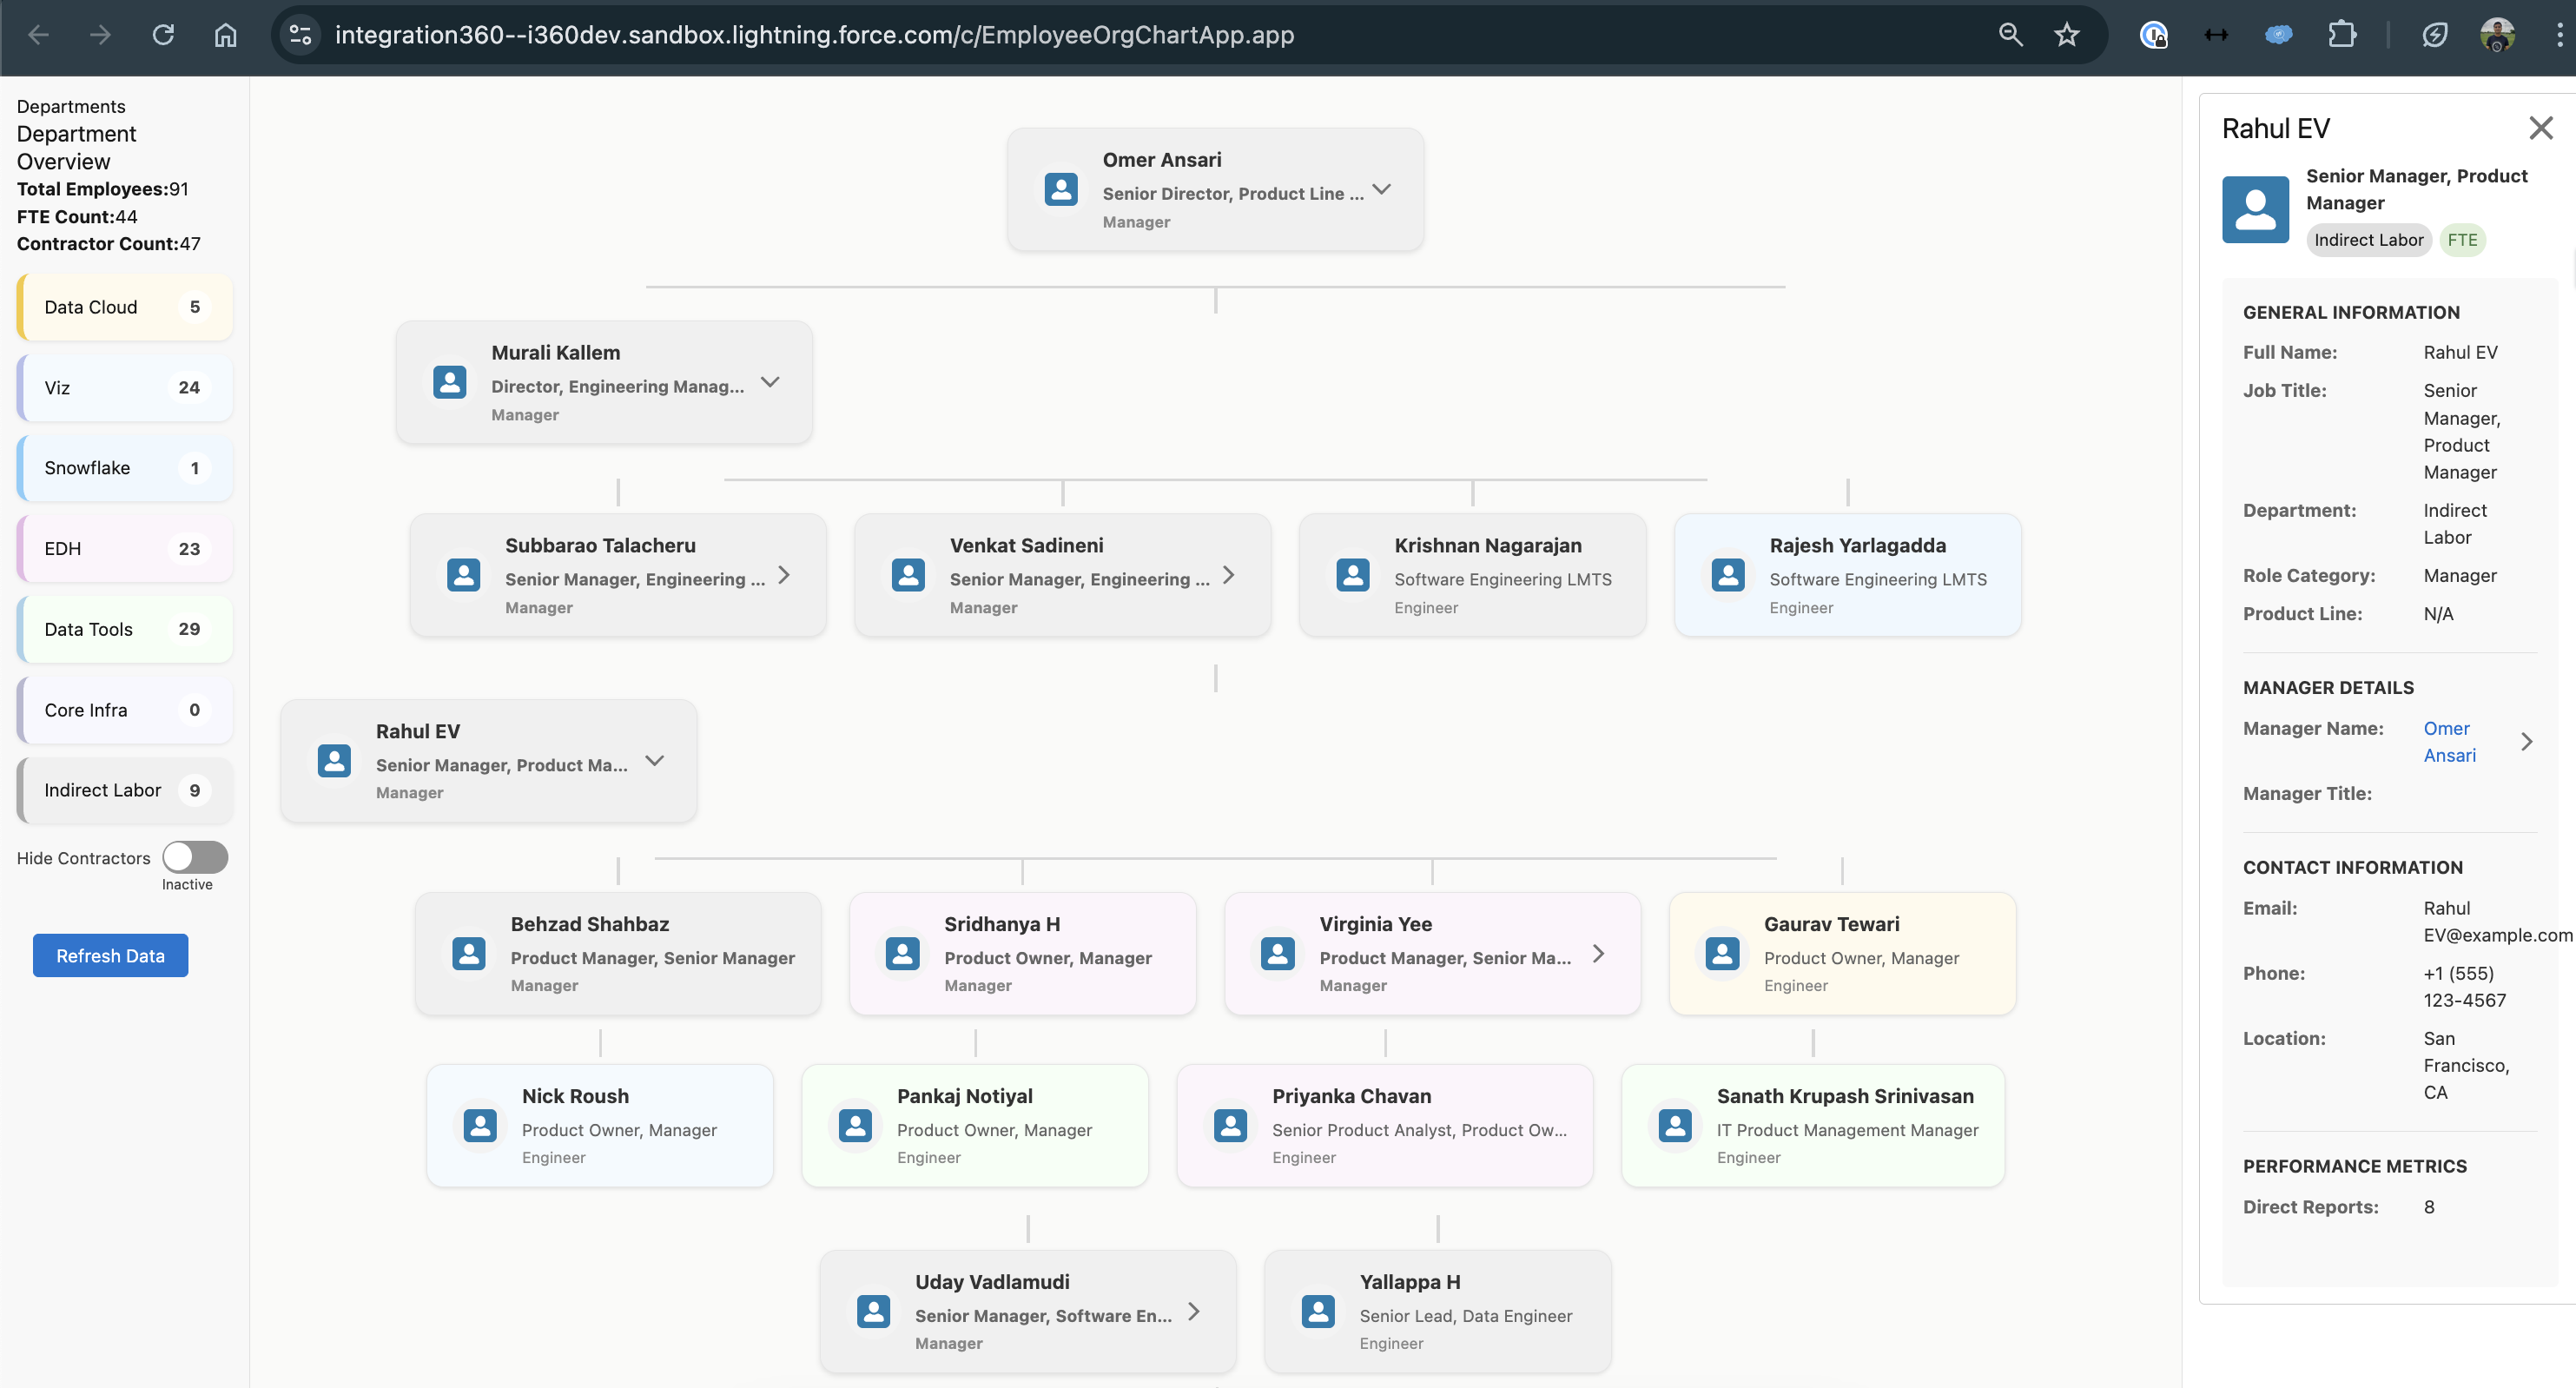 integration360--i360dev.sandbox.lightning.force.com/c/EmployeeOrgChartApp.app
Departments
Department
Overview
Total Employees:91
FTE Count:44
Contractor Count:47
Data Cloud 5
Viz 24
Snowflake 1
EDH 23
Data Tools 29
Core Infra 0
Indirect Labor 9
Hide Contractors
Inactive
Refresh Data
Omer Ansari
Senior Director, Product Line ...
Manager
Murali Kallem
Director, Engineering Manag...
Manager
Subbarao Talacheru
Senior Manager, Engineering ...
Manager
Venkat Sadineni
Senior Manager, Engineering ...
Manager
Krishnan Nagarajan
Software Engineering LMTS
Engineer
Rajesh Yarlagadda
Software Engineering LMTS
Engineer
Rahul EV
Senior Manager, Product Ma...
Manager
Behzad Shahbaz
Product Manager, Senior Manager
Manager
Sridhanya H
Product Owner, Manager
Manager
Virginia Yee
Product Manager, Senior Ma...
Manager
Gaurav Tewari
Product Owner, Manager
Engineer
Nick Roush
Product Owner, Manager
Engineer
Pankaj Notiyal
Product Owner, Manager
Engineer
Priyanka Chavan
Senior Product Analyst, Product Ow...
Engineer
Sanath Krupash Srinivasan
IT Product Management Manager
Engineer
Uday Vadlamudi
Senior Manager, Software En...
Manager
Yallappa H
Senior Lead, Data Engineer
Engineer
Rahul EV
Senior Manager, Product
Manager
Indirect Labor FTE
GENERAL INFORMATION
Full Name: Rahul EV
Job Title: Senior
Manager,
Product
Manager
Department: Indirect
Labor
Role Category: Manager
Product Line: N/A
MANAGER DETAILS
Manager Name: Omer
Ansari
Manager Title:
CONTACT INFORMATION
Email: Rahul
EV@example.com
Phone: +1 (555)
123-4567
Location: San
Francisco,
CA
PERFORMANCE METRICS
Direct Reports: 8